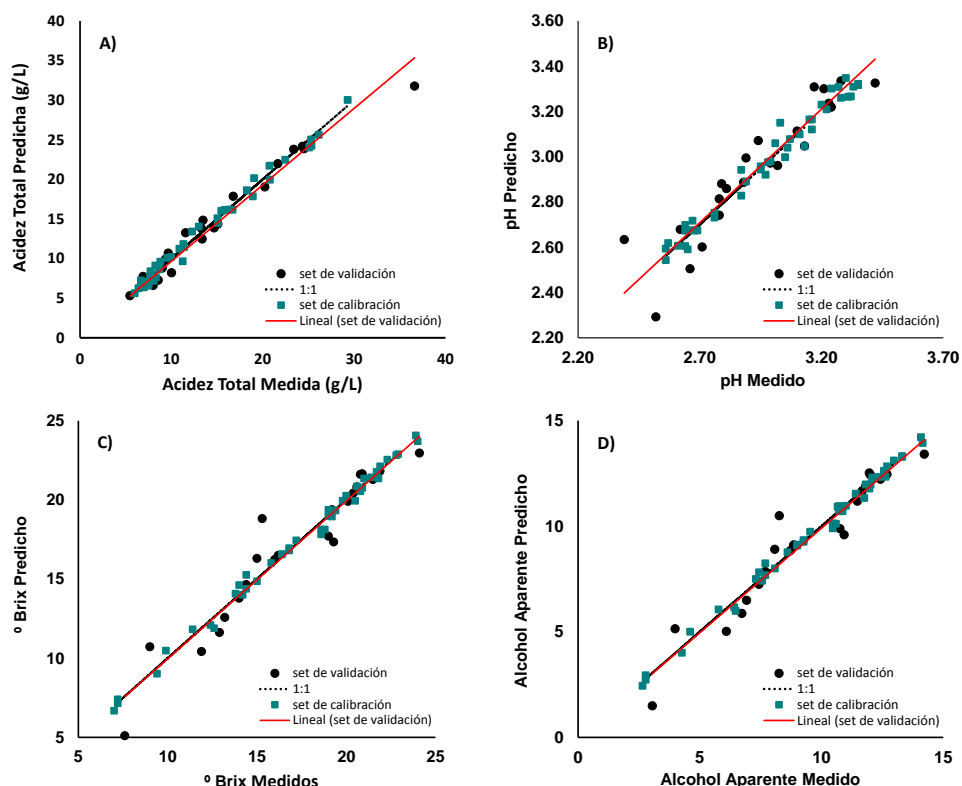 A)
Acidez Total Predicha (g/L)
40
35
30
25
20
15
10
5
0
0
10
20
30
40
Acidez Total Medida (g/L)
set de validación
1:1
set de calibración
Lineal (set de validación)
B)
pH Predicho
3.60
3.40
3.20
3.00
2.80
2.60
2.40
2.20
2.20
2.70
3.20
3.70
pH Medido
set de validación
1:1
set de calibración
Lineal (set de validación)
C)
º Brix Predicho
25
20
15
10
5
5
10
15
20
25
º Brix Medidos
set de validación
1:1
set de calibración
Lineal (set de validación)
D)
Alcohol Aparente Predicho
15
10
5
0
0
5
10
15
Alcohol Aparente Medido
set de validación
1:1
set de calibración
Lineal (set de validación)